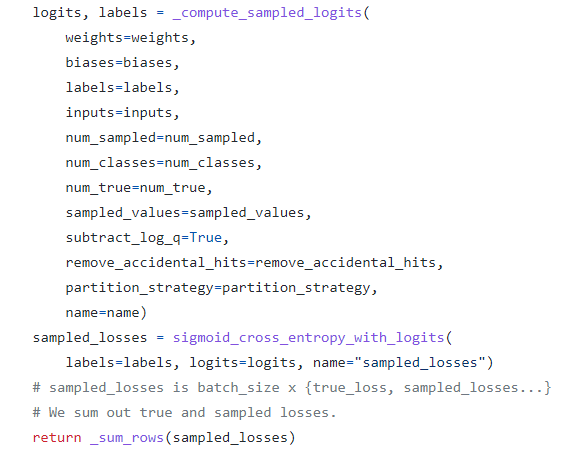 logits, labels = _compute_sampled_logits(
    weights=weights,
    biases=biases,
    labels=labels,
    inputs=inputs,
    num_sampled=num_sampled,
    num_classes=num_classes,
    num_true=num_true,
    sampled_values=sampled_values,
    subtract_log_q=True,
    remove_accidental_hits=remove_accidental_hits,
    partition_strategy=partition_strategy,
    name=name)
sampled_losses = sigmoid_cross_entropy_with_logits(
    labels=labels, logits=logits, name="sampled_losses")
# sampled_losses is batch_size x {true_loss, sampled_losses...}
# We sum out true and sampled losses.
return _sum_rows(sampled_losses)